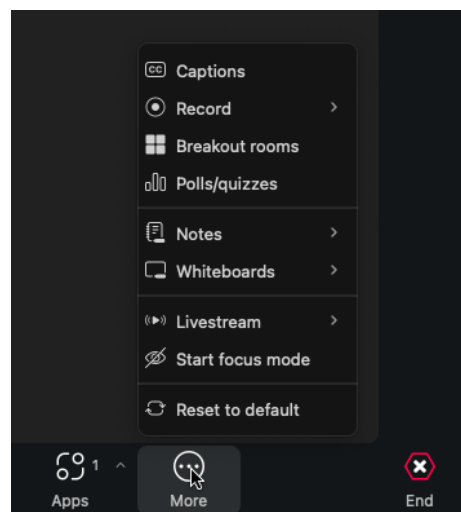 CC Captions
Record
Breakout rooms
Polls/quizzes
Notes
Whiteboards
Livestream
Start focus mode
Reset to default
1
Apps
More
End